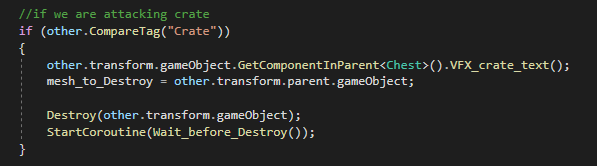 //if we are attacking crate
if (other.CompareTag("Crate"))
{
other.transform.gameObject.GetComponentInParent<Chest>().VFX_crate_text();
mesh_to_Destroy = other.transform.parent.gameObject;
Destroy(other.transform.gameObject);
StartCoroutine(Wait_before_Destroy());
}